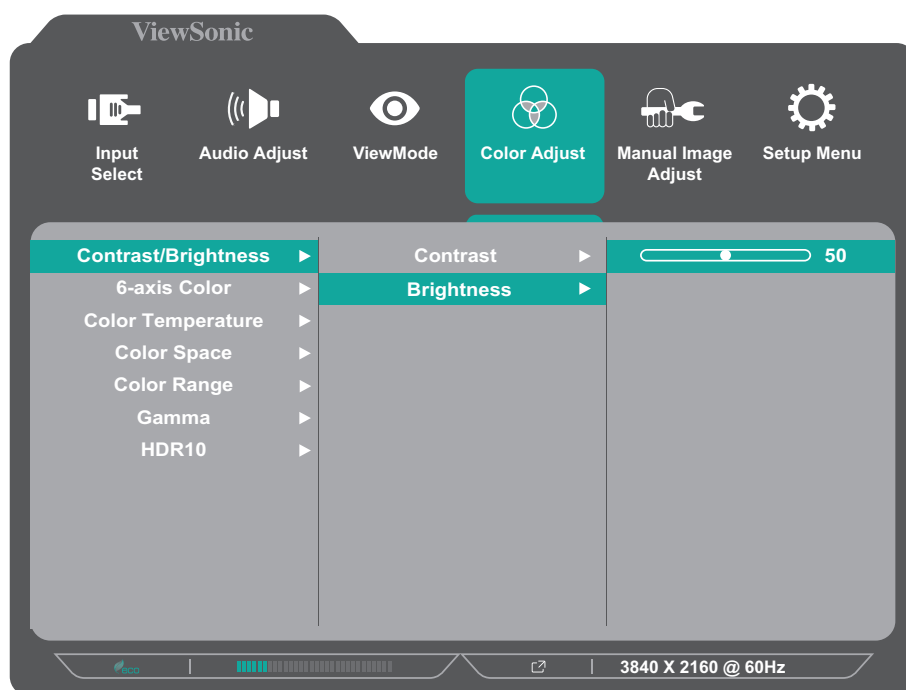 ViewSonic
Input Select
Audio Adjust
ViewMode
Color Adjust
Manual Image Adjust
Setup Menu
Contrast/Brightness
6-axis Color
Color Temperature
Color Space
Color Range
Gamma
HDR10
Contrast
Brightness
50
eco
3840 X 2160 @ 60Hz